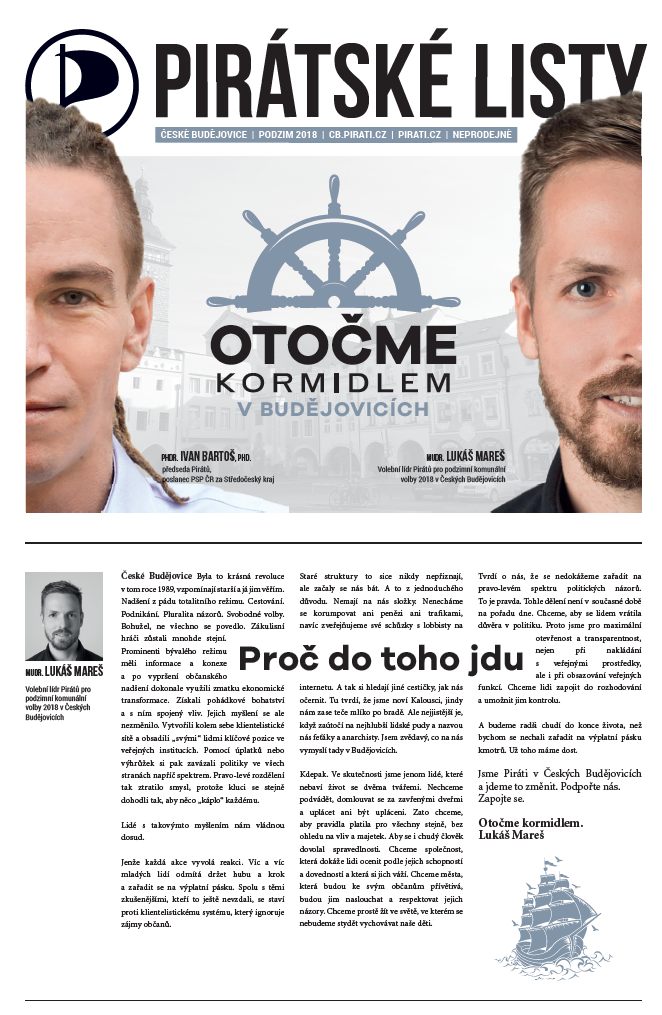 PIRÁTSKÉ LISTY
ČESKÉ BUDĚJOVICE | PODZIM 2018 | CB.PIRATI.CZ | PIRATI.CZ | NEPRODEJNÉ
OTOČME
KORMIDLEM
V BUDĚJOVICÍCH
PHDR. IVAN BARTOŠ, PHD.
předseda Pirátů,
poslanec PSP ČR za Středočeský kraj
MUDR. LUKÁŠ MAREŠ
Volební lídr Pirátů pro podzimní komunální
volby 2018 v Českých Budějovicích
MUDR. LUKÁŠ MAREŠ
Volební lídr Pirátů pro
podzimní komunální
volby 2018 v Českých
Budějovicích
Proč do toho jdu
České Budějovice Byla to krásná revoluce
v tom roce 1989, vzpomínají starší a já jim věřím.
Nadšení z pádu totalitního režimu. Cestování.
Podnikání. Pluralita názorů. Svobodné volby.
Bohužel, ne všechno se povedlo. Zákulisní
hráči zůstali mnohde stejní.
Prominenti bývalého režimu
měli informace a konexe
a po vypršení občanského
nadšení dokonale využili zmatku ekonomické
transformace. Získali pohádkové bohatství
a s ním spojený vliv. Jejich myšlení se ale
nezměnilo. Vytvořili kolem sebe klientelistické
sítě a obsadili „svými“ lidmi klíčové pozice ve
veřejných institucích. Pomocí úplatků nebo
výhrůžek si pak zavázali politiky ve všech
stranách napříč spektrem. Pravo-levé rozdělení
tak ztratilo smysl, protože kluci se stejně
dohodli tak, aby něco „káplo“ každému.
Lidé s takovýmto myšlením nám vládnou
dosud.
Jenže každá akce vyvolá reakci. Víc a víc
mladých lidí odmítá držet hubu a krok
a zařadit se na výplatní pásku. Spolu s těmi
zkušenějšími, kteří to ještě nevzdali, se staví
proti klientelistickému systému, který ignoruje
zájmy občanů.
Staré struktury to sice nikdy nepřiznají,
ale začaly se nás bát. A to z jednoduchého
důvodu. Nemají na nás složky. Nenecháme
se korumpovat ani penězi ani trafikami,
navíc zveřejňujeme své schůzky s lobbisty na
internetu. A tak si hledají jiné cestičky, jak nás
očernit. Tu tvrdí, že jsme noví Kalousci, jindy
nám zase teče mlíko po bradě. Ale nejjistější je,
když zaútočí na nejhlubší lidské pudy a nazvou
nás feťáky a anarchisty. Jsem zvědavý, co na nás
vymyslí tady v Budějovicích.
Kdepak. Ve skutečnosti jsme jenom lidé, které
nebaví život se dvěma tvářemi. Nechceme
podvádět, domlouvat se za zavřenými dveřmi
a uplácet ani být upláceni. Zato chceme,
aby pravidla platila pro všechny stejně, bez
ohledu na vliv a majetek. Aby se i chudý člověk
dovolal spravedlnosti. Chceme společnost,
která dokáže lidi ocenit podle jejich schopností
a dovedností a která si jich váží. Chceme města,
která budou ke svým občanům přívětivá,
budou jim naslouchat a respektovat jejich
názory. Chceme prostě žít ve světě, ve kterém se
nebudeme stydět vychovávat naše děti.
Tvrdí o nás, že se nedokážeme zařadit na
pravo-levém spektru politických názorů.
To je pravda. Tohle dělení není v současné době
na pořadu dne. Chceme, aby se lidem vrátila
důvěra v politiku. Proto jsme pro maximální
otevřenost a transparentnost,
nejen při nakládání
s veřejnými prostředky,
ale i při obsazování veřejných
funkcí. Chceme lidi zapojit do rozhodování
a umožnit jim kontrolu.
A budeme radši chudí do konce života, než
bychom se nechali zařadit na výplatní pásku
kmotrů. Už toho máme dost.
Jsme Piráti v Českých Budějovicích
a jdeme to změnit. Podpořte nás.
Zapojte se.
Otočme kormidlem.
Lukáš Mareš